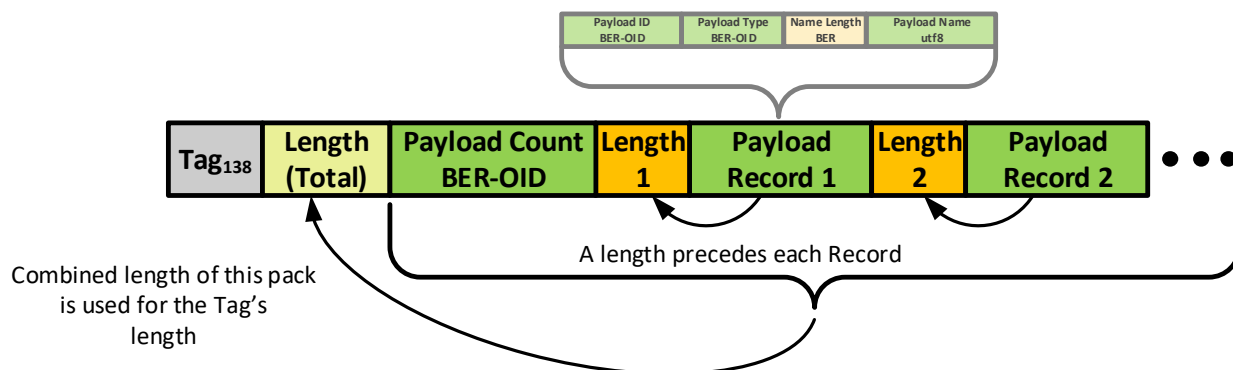 Payload ID
BER-OID
Payload Type
BER-OID
Name Length
BER
Payload Name
utf8
Tag₁₃₈
Length
(Total)
Payload Count
BER-OID
Length
1
Payload
Record 1
Length
2
Payload
Record 2
A length precedes each Record
Combined length of this pack
is used for the Tag’s
length